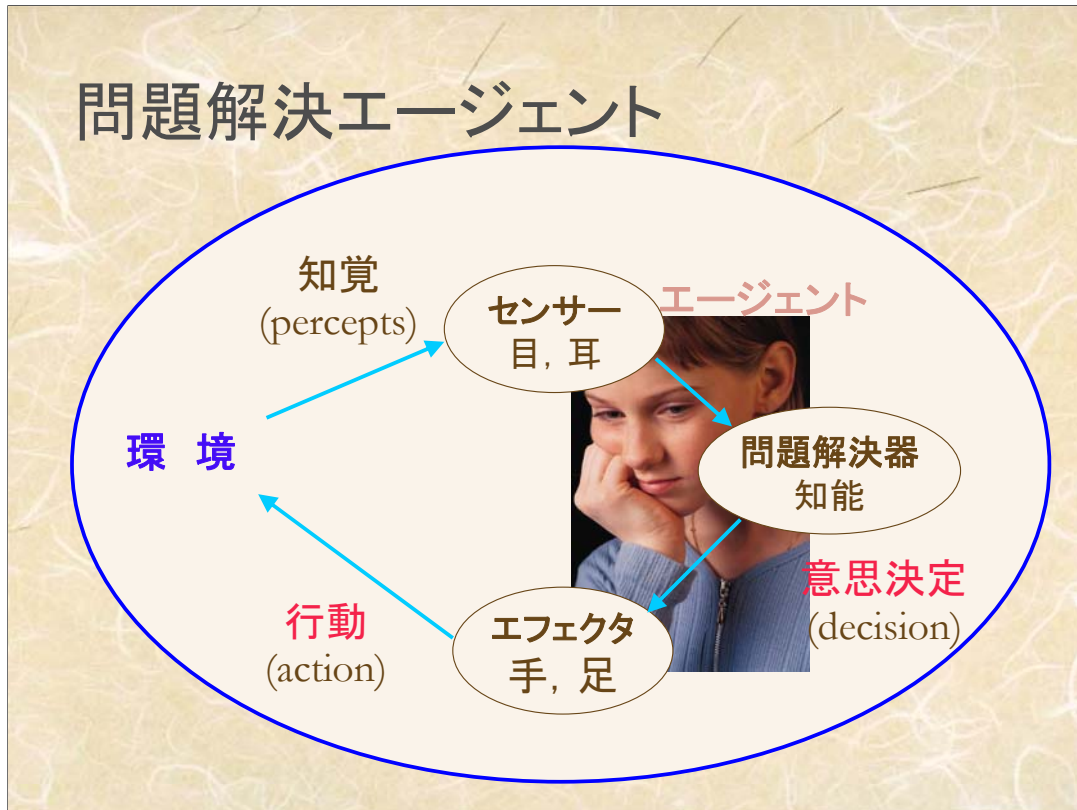 問題解決エージェント
知覚
(percepts)
センサー
目，耳
エージェント
環　境
問題解決器
知能
意思決定
(decision)
行動
(action)
エフェクタ
手，足